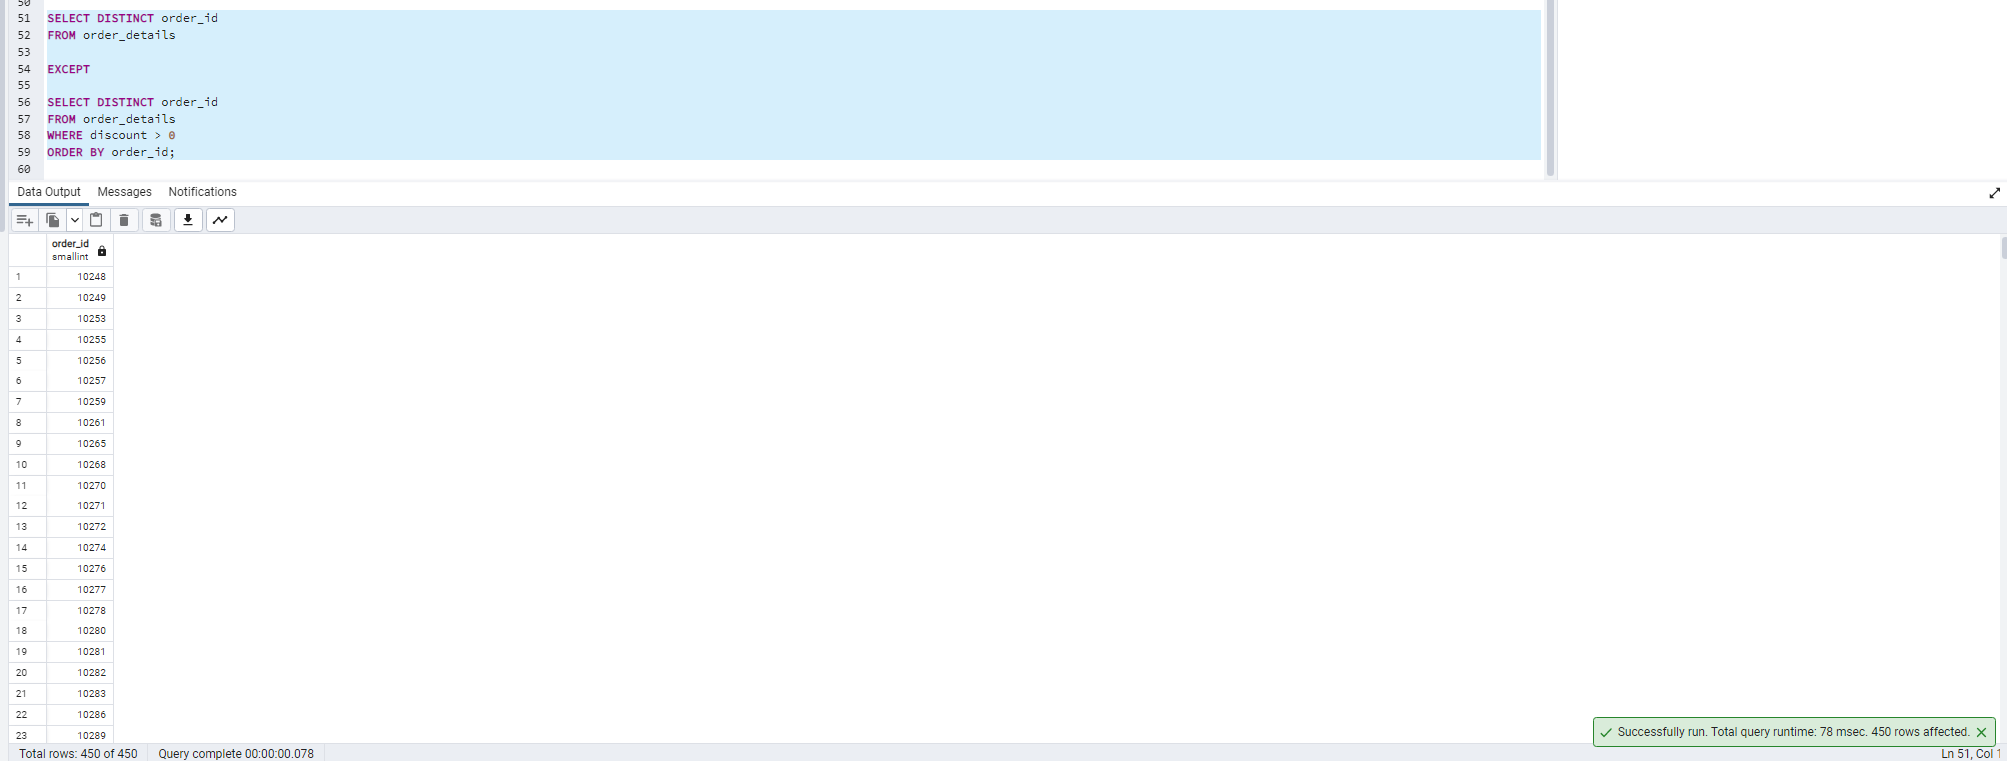 50
51 SELECT DISTINCT order_id
52 FROM order_details
53
54 EXCEPT
55
56 SELECT DISTINCT order_id
57 FROM order_details
58 WHERE discount > 0
59 ORDER BY order_id;
60
Data Output Messages Notifications
order_id
smallint
1 10248
2 10249
3 10253
4 10255
5 10256
6 10257
7 10259
8 10261
9 10265
10 10268
11 10270
12 10271
13 10272
14 10274
15 10276
16 10277
17 10278
18 10280
19 10281
20 10282
21 10283
22 10286
23 10289
Successfully run. Total query runtime: 78 msec. 450 rows affected.
Total rows: 450 of 450 Query complete 00:00:00.078 Ln 51, Col 1